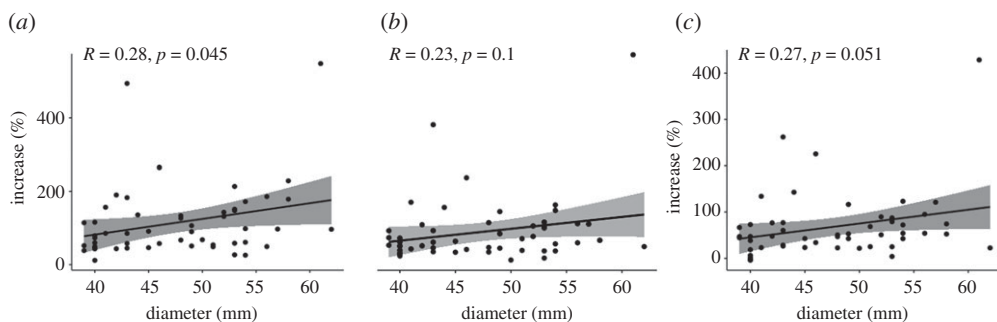 (a) (b) (c)
R = 0.28, p = 0.045 R = 0.23, p = 0.1 R = 0.27, p = 0.051
increase (%)
400
200
0
40 45 50 55 60
diameter (mm)
increase (%)
40 45 50 55 60
diameter (mm)
increase (%)
400
300
200
100
0
40 45 50 55 60
diameter (mm)